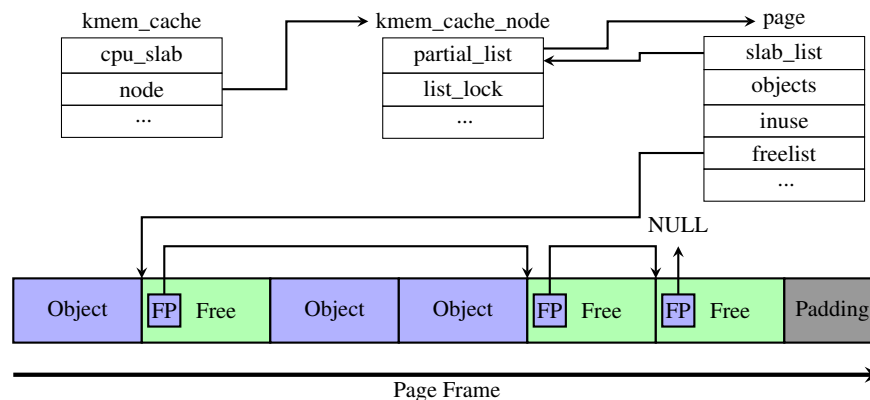 kmem_cache
cpu_slab
node
...
kmem_cache_node
partial_list
list_lock
...
page
slab_list
objects
inuse
freelist
...
NULL
Object
FP Free
Object
Object
FP Free
FP Free
Padding
Page Frame